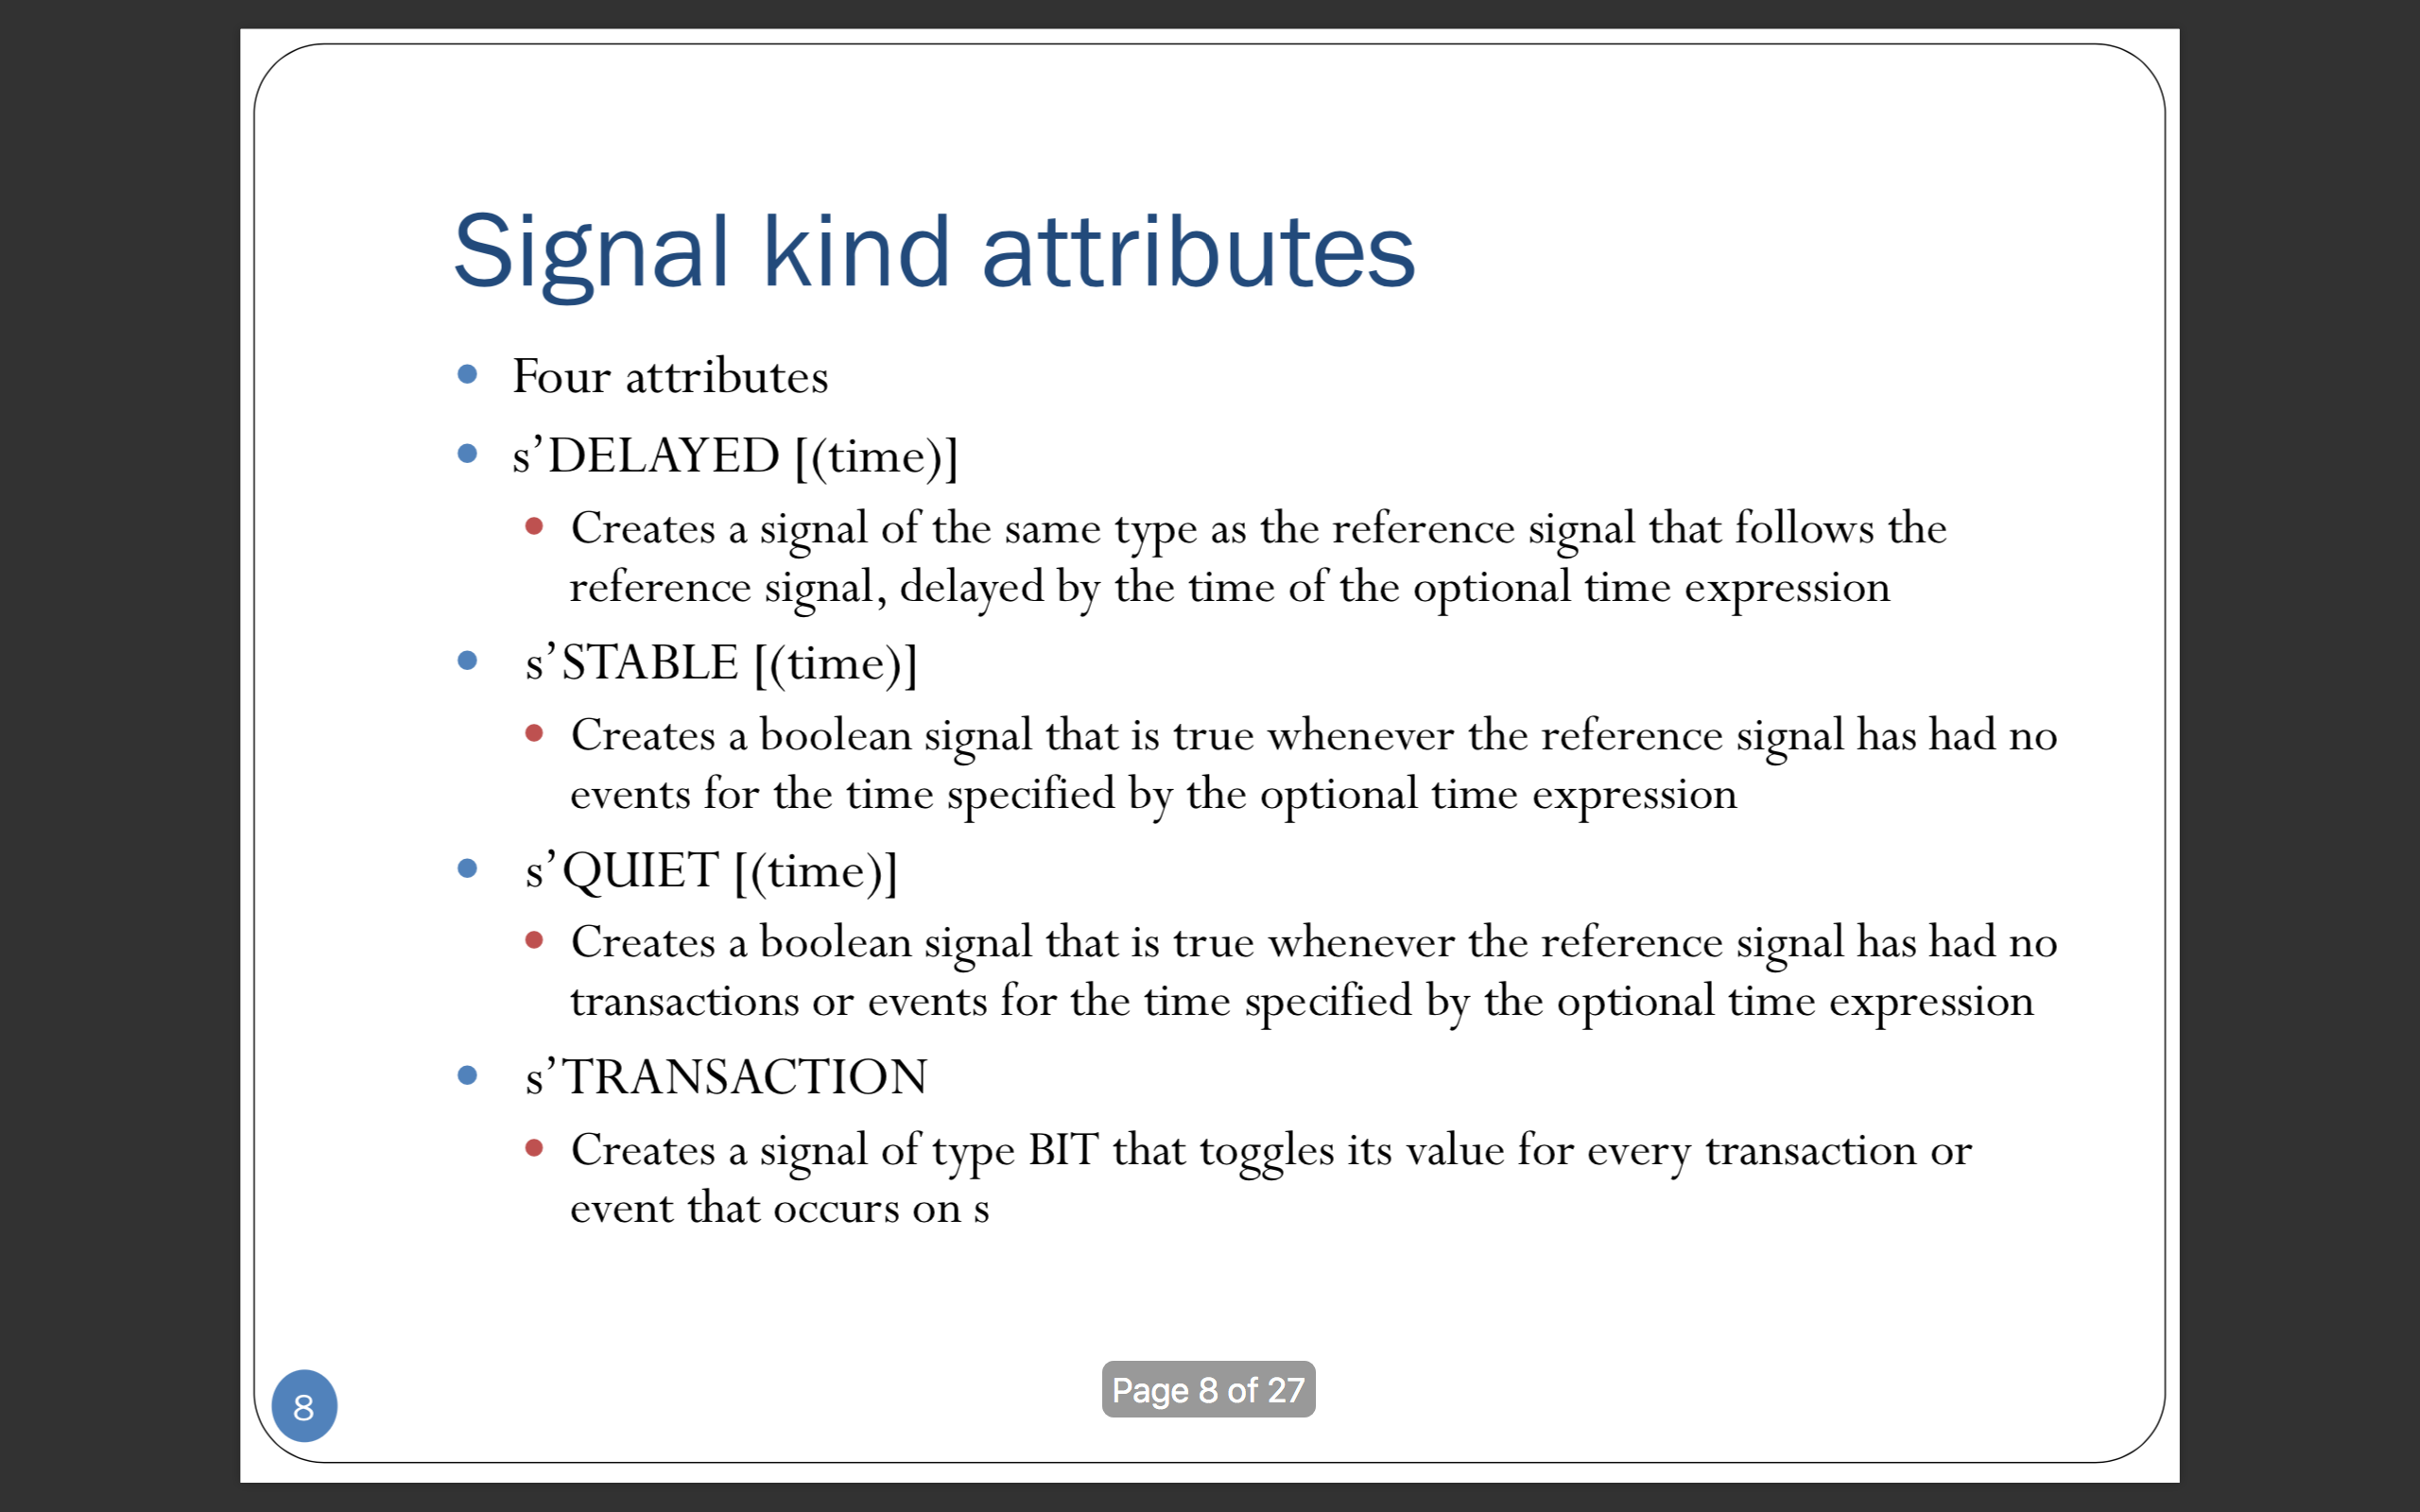 Signal kind attributes
• Four attributes
• s’DELAYED [(time)]
• Creates a signal of the same type as the reference signal that follows the
reference signal, delayed by the time of the optional time expression
• s’STABLE [(time)]
• Creates a boolean signal that is true whenever the reference signal has had no
events for the time specified by the optional time expression
• s’QUIET [(time)]
• Creates a boolean signal that is true whenever the reference signal has had no
transactions or events for the time specified by the optional time expression
• s’TRANSACTION
• Creates a signal of type BIT that toggles its value for every transaction or
event that occurs on s
Page 8 of 27
8